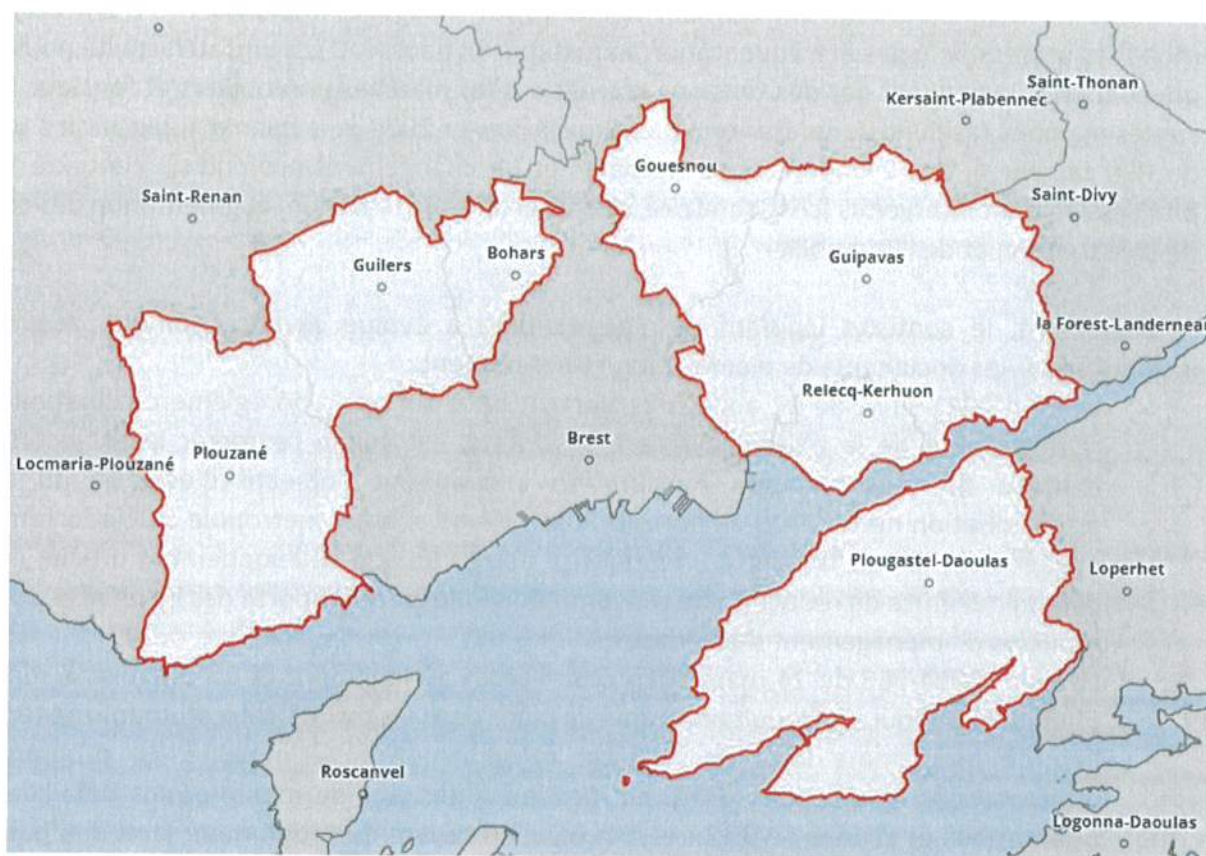 Saint-Thonan
Kersaint-Plabennec
Gouesnou
Saint-Renan
Saint-Divy
Bohars
Guilers
Guipavas
la Forest-Landerneau
Relecq-Kerhuon
Brest
Plouzané
Locmaria-Plouzané
Plougastel-Daoulas
Loperhet
Roscanvel
Logonna-Daoulas